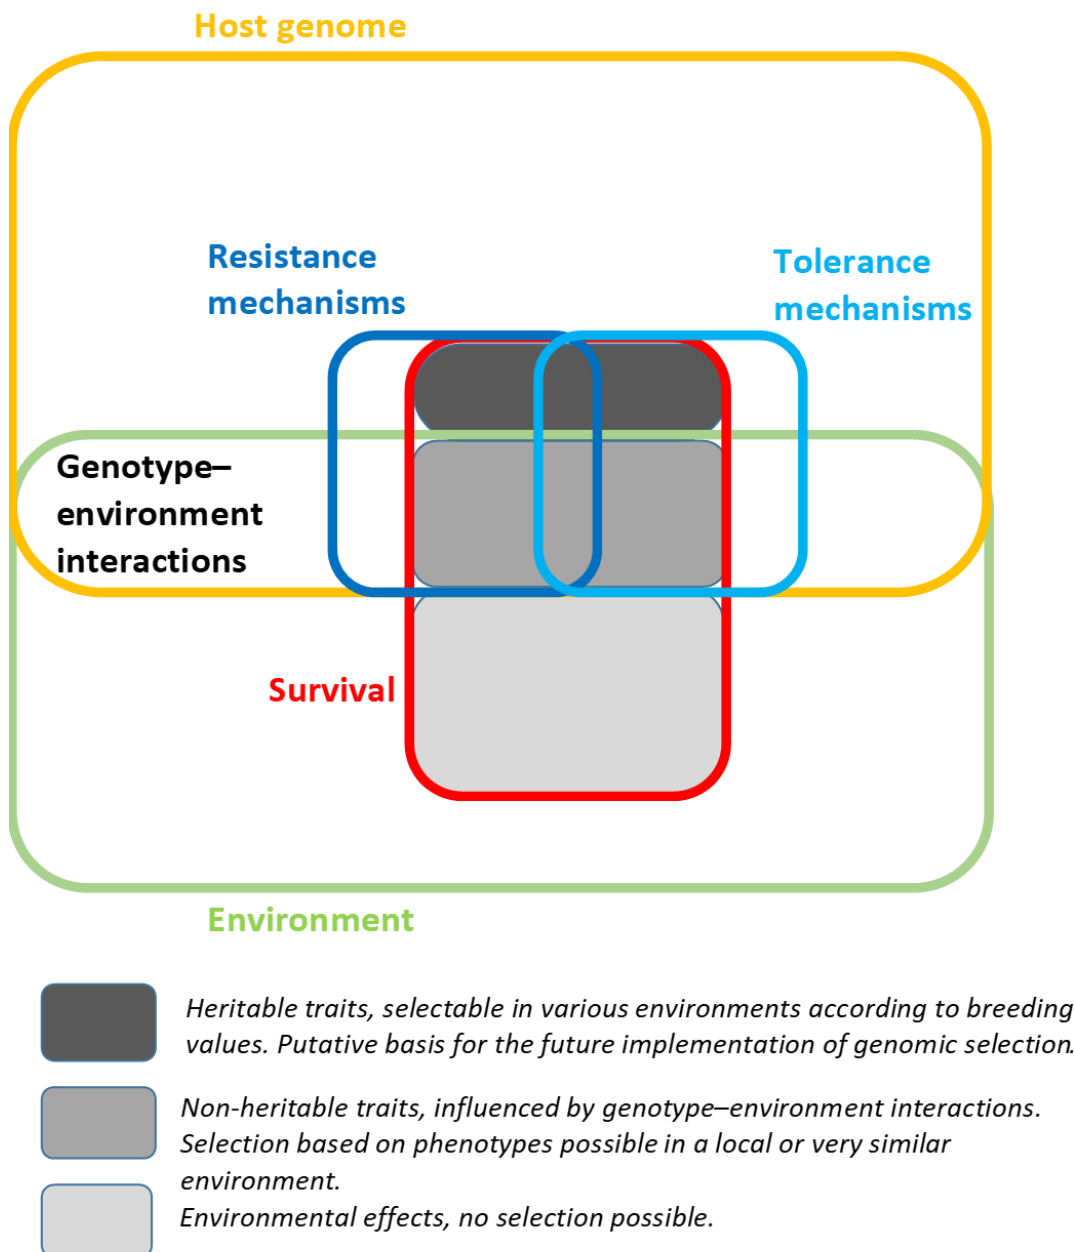 Host genome
Resistance
mechanisms
Tolerance
mechanisms
Genotype–
environment
interactions
Survival
Environment
Heritable traits, selectable in various environments according to breeding
values. Putative basis for the future implementation of genomic selection.
Non-heritable traits, influenced by genotype–environment interactions.
Selection based on phenotypes possible in a local or very similar
environment.
Environmental effects, no selection possible.